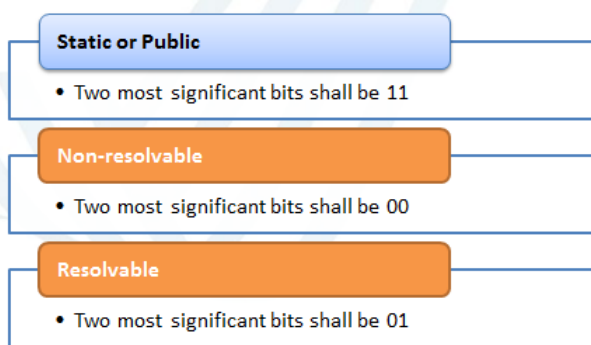 Static or Public
• Two most significant bits shall be 11
Non-resolvable
• Two most significant bits shall be 00
Resolvable
• Two most significant bits shall be 01